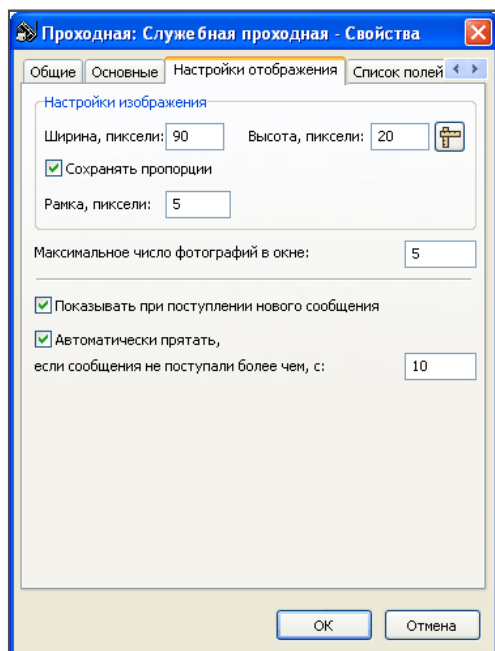 Проходная: Служебная проходная - Свойства
Общие Основные Настройки отображения Список полей
Настройки изображения
Ширина, пиксели: 90 Высота, пиксели: 20
Сохранять пропорции
Рамка, пиксели: 5
Максимальное число фотографий в окне: 5
Показывать при поступлении нового сообщения
Автоматически прятать,
если сообщения не поступали более чем, с: 10
ОК Отмена